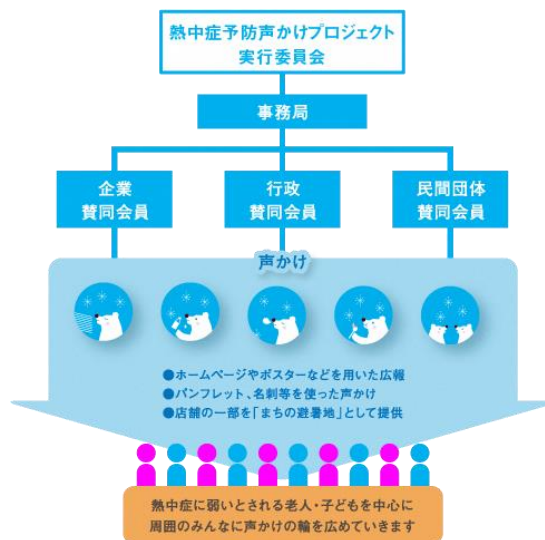 熱中症予防声かけプロジェクト
実行委員会
事務局
企業
賛同会員
行政
賛同会員
民間団体
賛同会員
声かけ
●ホームページやポスターなどを用いた広報
●パンフレット、名刺等を使った声かけ
●店舗の一部を「まちの避暑地」として提供
熱中症に弱いとされる老人・子どもを中心に
周囲のみんなに声かけの輪を広めていきます